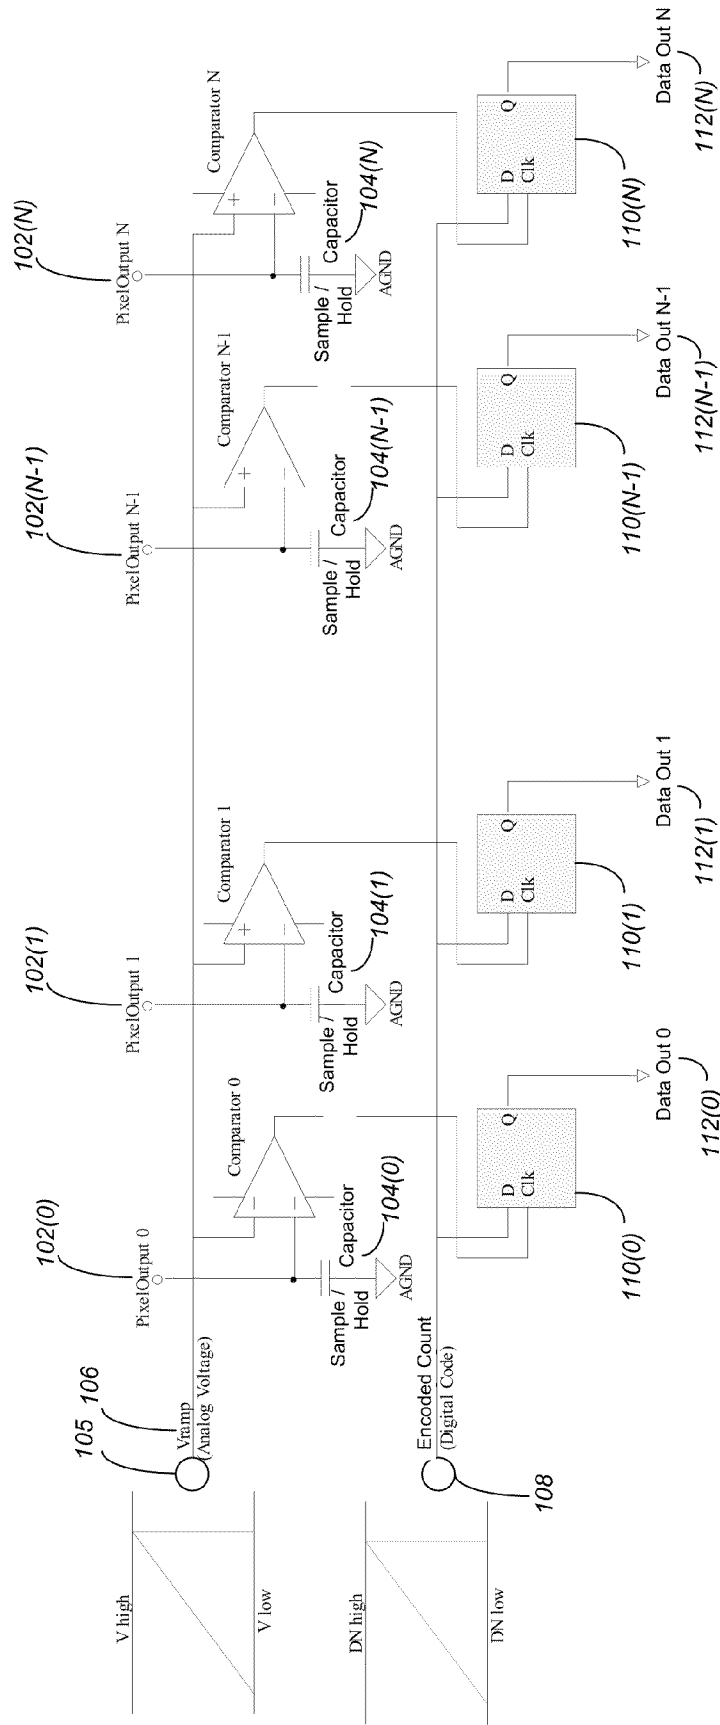 102(0)
102(1)
102(N-1)
102(N)
PixelOutput 0
PixelOutput 1
PixelOutput N-1
PixelOutput N
V high
V low
105
106
Vramp
(Analog Voltage)
Comparator 0
Comparator 1
Comparator N-1
Comparator N
+
+
+
−
−
−
−
−
Sample /
Hold
Capacitor
104(0)
AGND
Sample /
Hold
Capacitor
104(1)
AGND
Sample /
Hold
Capacitor
104(N-1)
AGND
Sample /
Hold
Capacitor
104(N)
AGND
DN high
DN low
Encoded Count
(Digital Code)
108
D
Clk
Q
D
Clk
Q
D
Clk
Q
D
Clk
Q
110(0)
110(1)
110(N-1)
110(N)
Data Out 0
Data Out 1
Data Out N-1
Data Out N
112(0)
112(1)
112(N-1)
112(N)